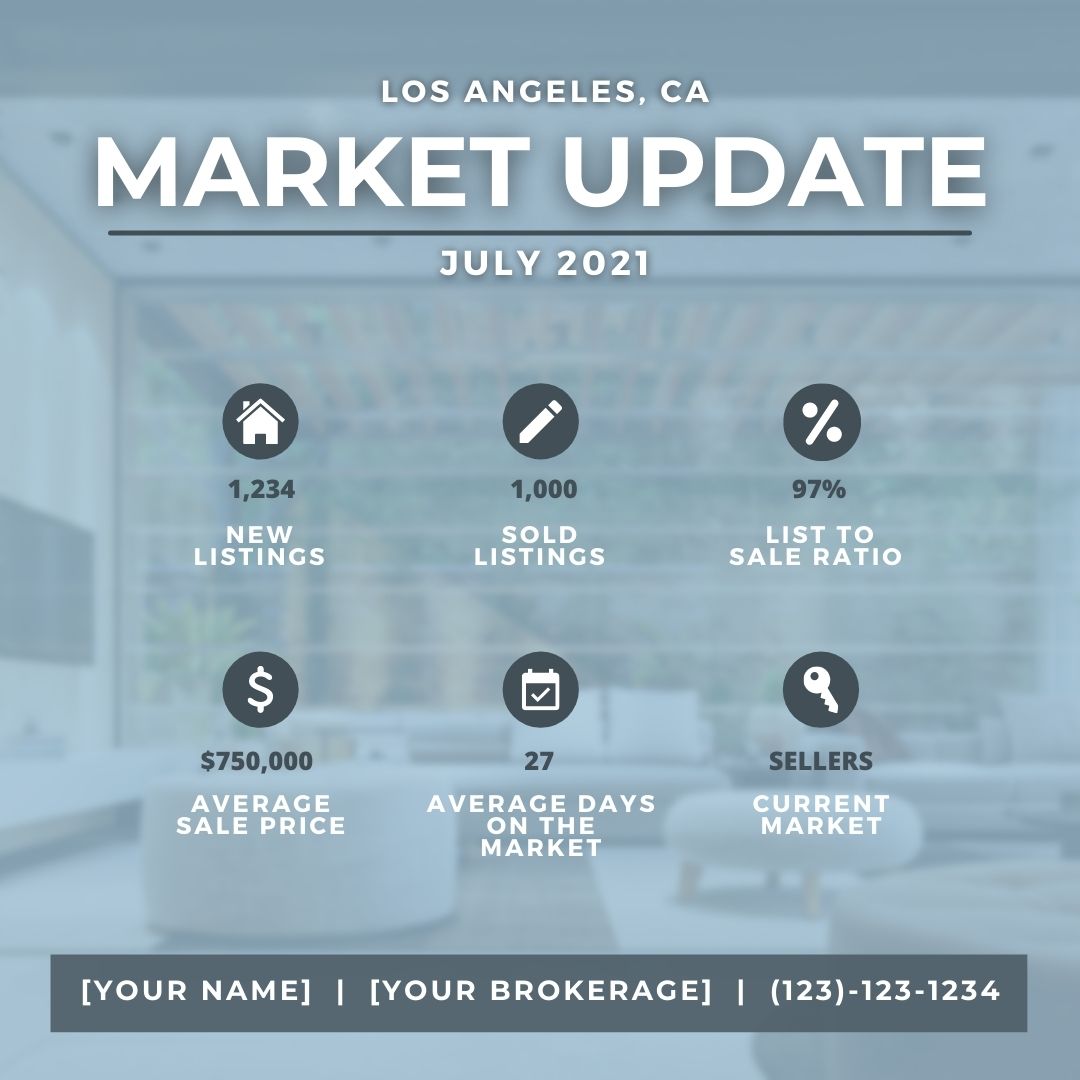 LOS ANGELES, CA
MARKET UPDATE
JULY 2021
1,234
NEW
LISTINGS
1,000
SOLD
LISTINGS
97%
LIST TO
SALE RATIO
$750,000
AVERAGE
SALE PRICE
27
AVERAGE DAYS
ON THE
MARKET
SELLERS
CURRENT
MARKET
[YOUR NAME] | [YOUR BROKERAGE] | (123)-123-1234